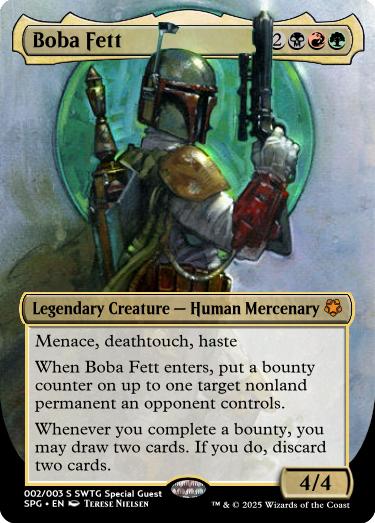 Boba Fett 2
Legendary Creature — Human Mercenary
Menace, deathtouch, haste
When Boba Fett enters, put a bounty
counter on up to one target nonland
permanent an opponent controls.
Whenever you complete a bounty, you
may draw two cards. If you do, discard
two cards.
4/4
002/003 S SWTG Special Guest
SPG • EN Terese Nielsen
™ & © 2025 Wizards of the Coast